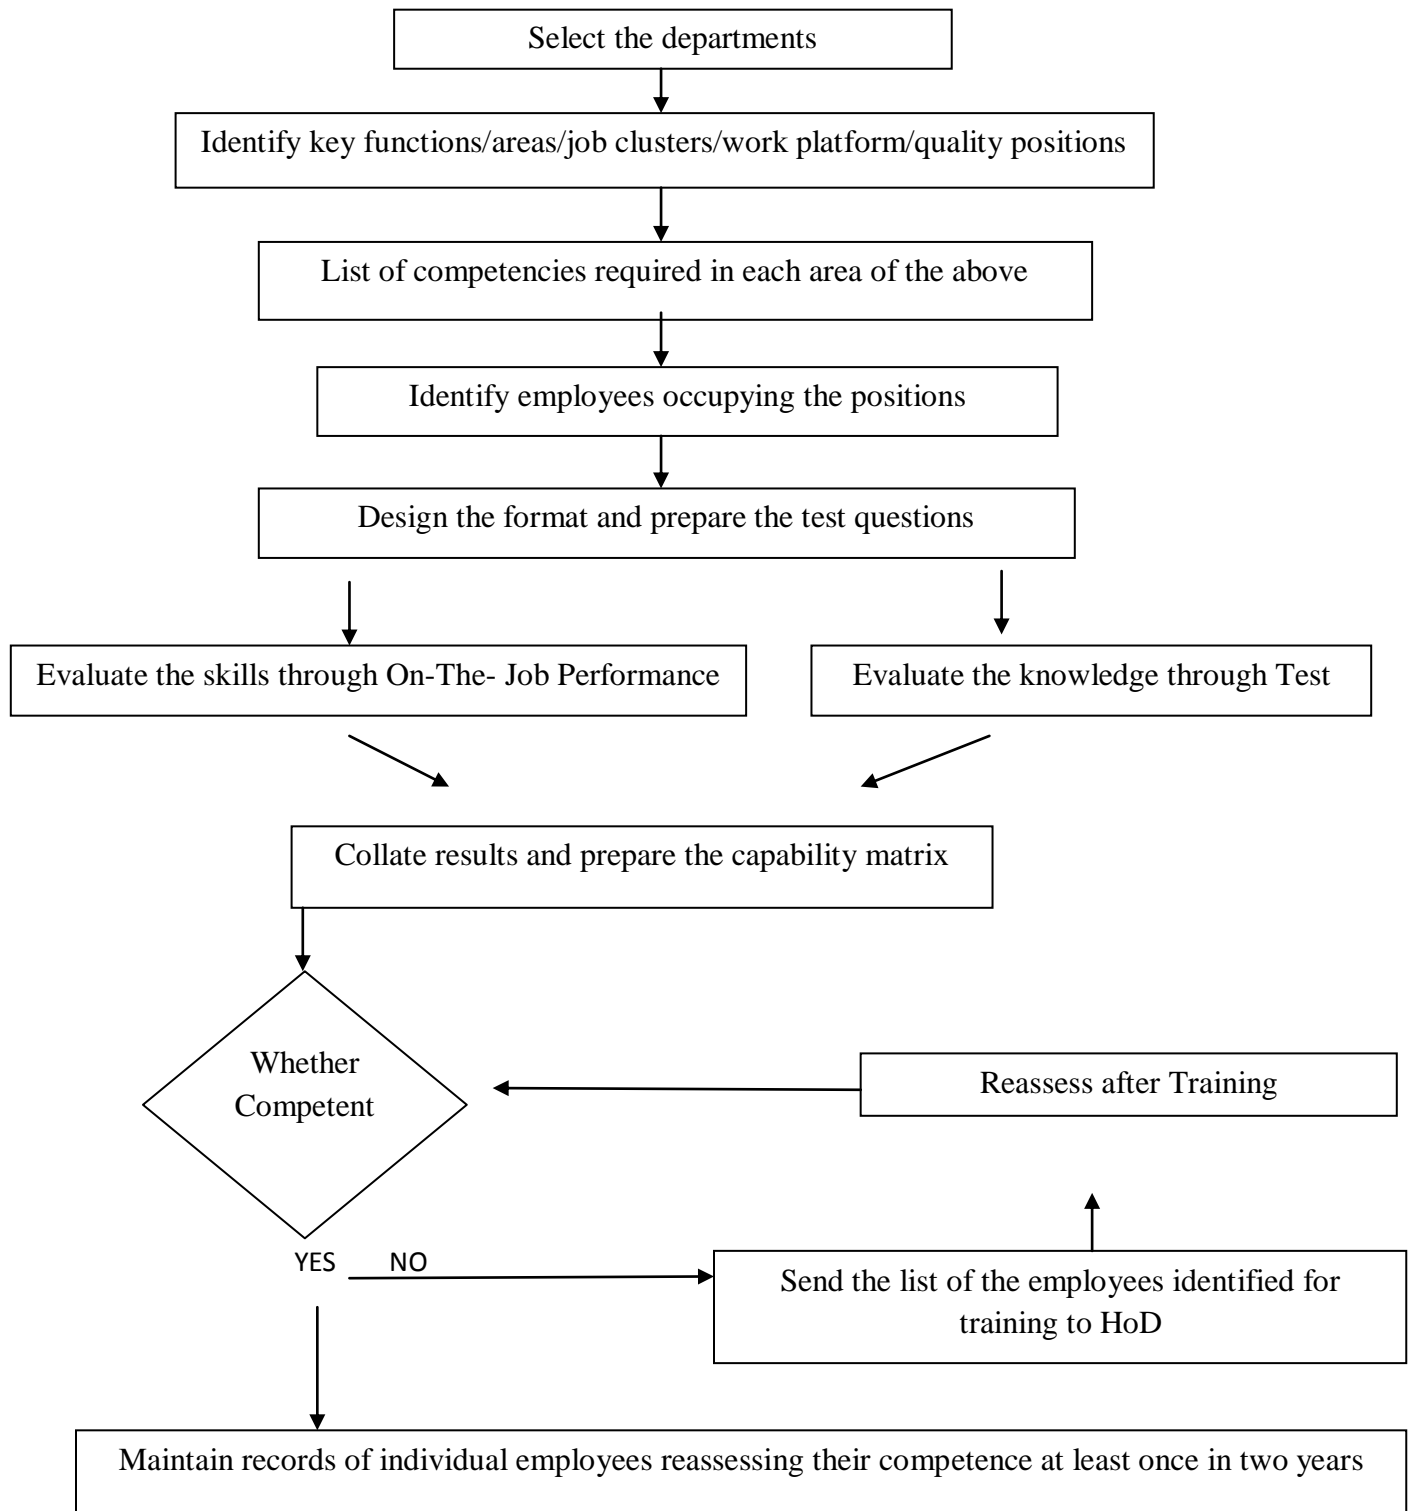 Select the departments
Identify key functions/areas/job clusters/work platform/quality positions
List of competencies required in each area of the above
Identify employees occupying the positions
Design the format and prepare the test questions
Evaluate the skills through On-The- Job Performance
Evaluate the knowledge through Test
Collate results and prepare the capability matrix
Whether
Competent
Reassess after Training
YES
NO
Send the list of the employees identified for
training to HoD
Maintain records of individual employees reassessing their competence at least once in two years